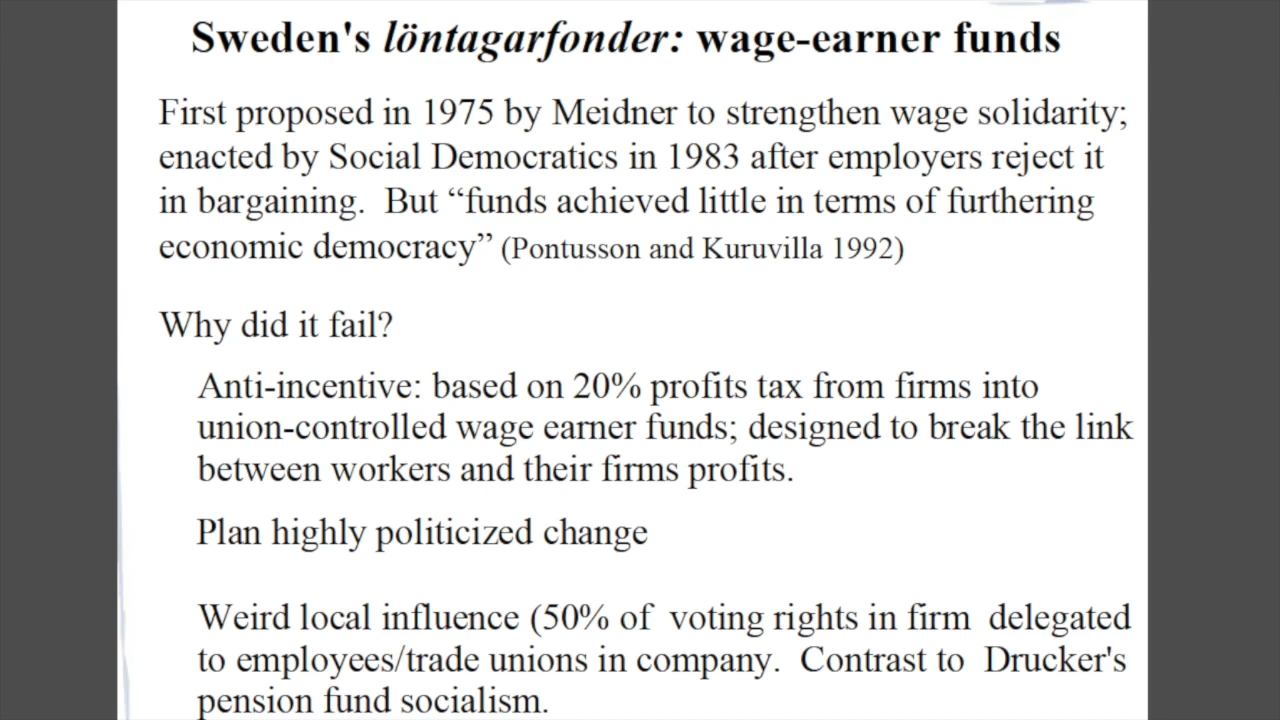 Sweden's löntagarfonder: wage-earner funds
First proposed in 1975 by Meidner to strengthen wage solidarity;
enacted by Social Democratics in 1983 after employers reject it
in bargaining. But “funds achieved little in terms of furthering
economic democracy” (Pontusson and Kuruvilla 1992)
Why did it fail?
Anti-incentive: based on 20% profits tax from firms into
union-controlled wage earner funds; designed to break the link
between workers and their firms profits.
Plan highly politicized change
Weird local influence (50% of voting rights in firm delegated
to employees/trade unions in company. Contrast to Drucker's
pension fund socialism.